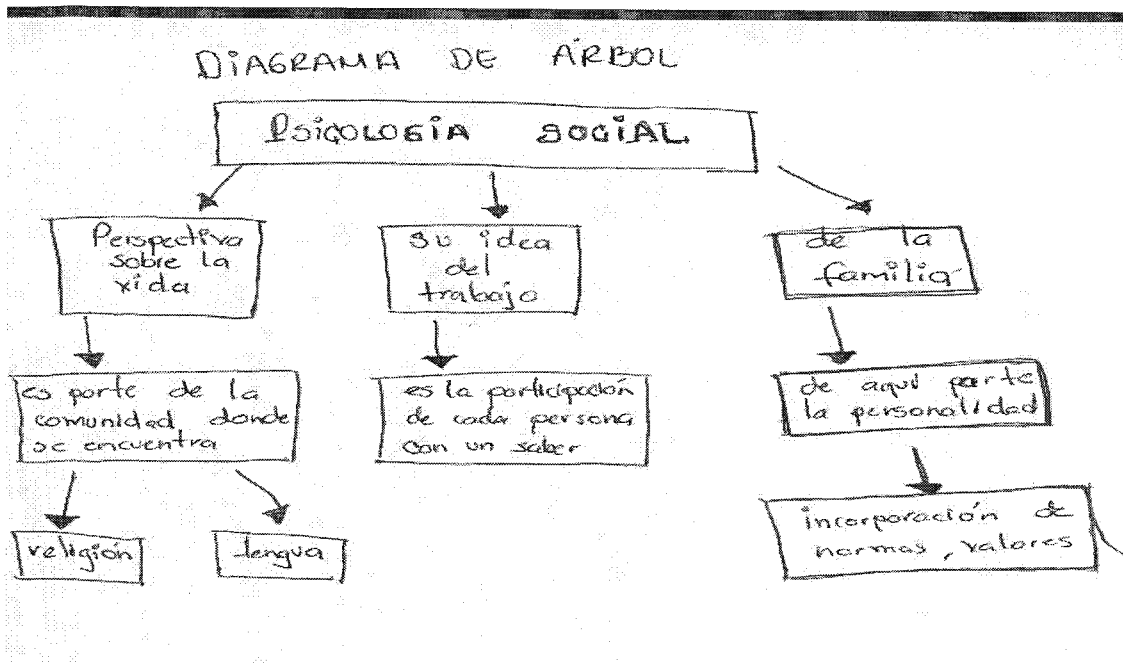 DIAGRAMA DE ÁRBOL
PSICOLOGIA SOCIAL
Perspectiva
sobre la
vida
su idea
del
trabajo
de la
familia
es parte de la
comunidad donde
se encuentra
es la participación
de cada persona
con un saber
de aquí parte
la personalidad
religión
lengua
incorporación de
normas, valores